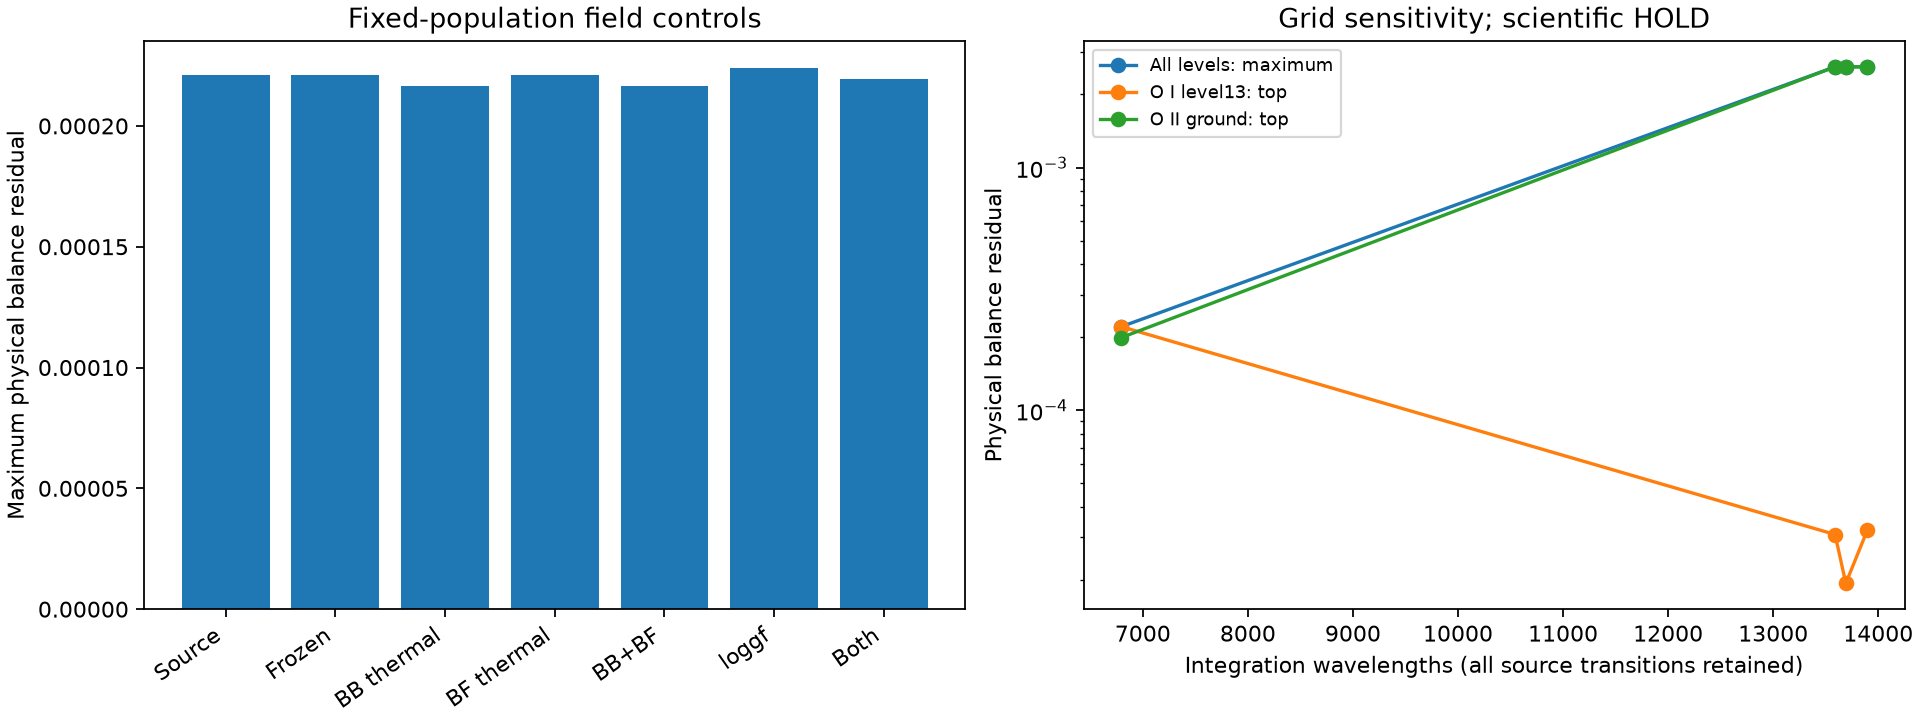 Fixed-population field controls
Maximum physical balance residual
0.00020
0.00015
0.00010
0.00005
0.00000
Source
Frozen
BB thermal
BF thermal
BB+BF
loggf
Both
Grid sensitivity; scientific HOLD
All levels: maximum
O I level13: top
O II ground: top
Physical balance residual
10⁻³
10⁻⁴
7000
8000
9000
10000
11000
12000
13000
14000
Integration wavelengths (all source transitions retained)